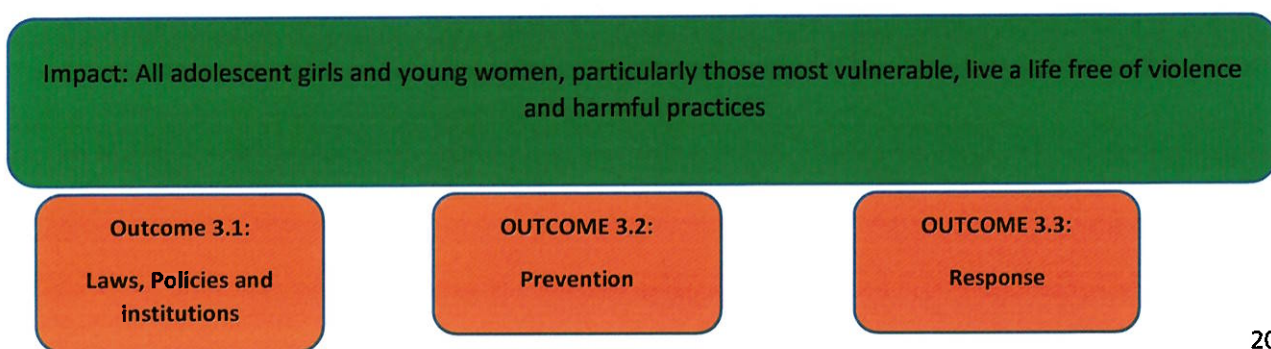 Impact: All adolescent girls and young women, particularly those most vulnerable, live a life free of violence
and harmful practices
Outcome 3.1:
Laws, Policies and
institutions
OUTCOME 3.2:
Prevention
OUTCOME 3.3:
Response
20